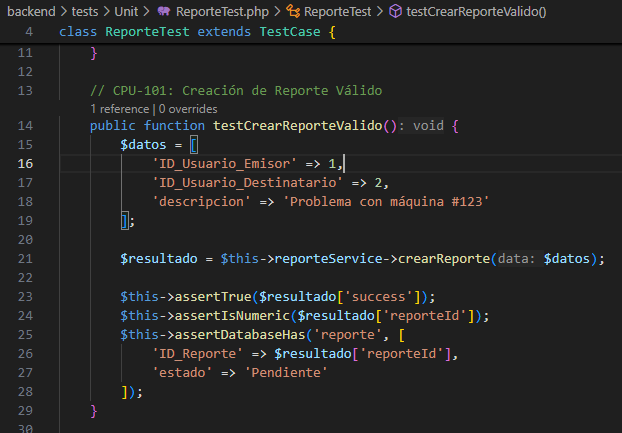 backend > tests > Unit > ReporteTest.php > ReporteTest > testCrearReporteValido()
4 class ReporteTest extends TestCase {
11 }
12
13 // CPU-101: Creación de Reporte Válido
1 reference | 0 overrides
14 public function testCrearReporteValido(): void {
15 $datos = [
16 'ID_Usuario_Emisor' => 1,
17 'ID_Usuario_Destinatario' => 2,
18 'descripcion' => 'Problema con máquina #123'
19 ];
20
21 $resultado = $this->reporteService->crearReporte(data: $datos);
22
23 $this->assertTrue($resultado['success']);
24 $this->assertIsNumeric($resultado['reporteId']);
25 $this->assertDatabaseHas('reporte', [
26 'ID_Reporte' => $resultado['reporteId'],
27 'estado' => 'Pendiente'
28 ]);
29 }
30